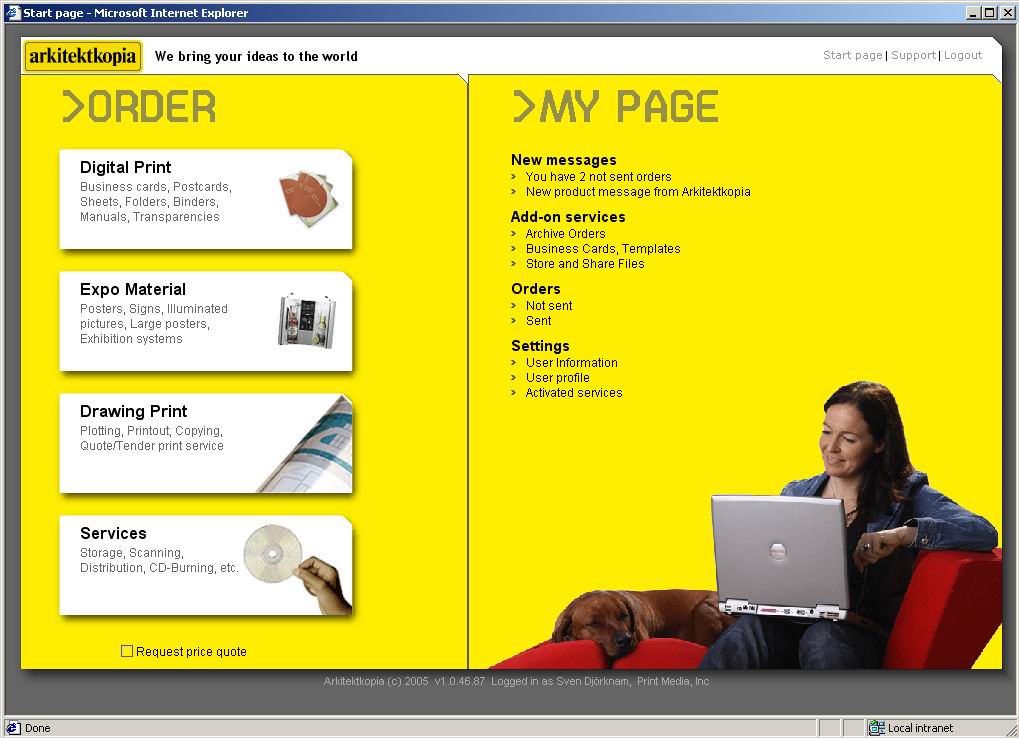 Start page - Microsoft Internet Explorer
arkitektkopia We bring your ideas to the world
Start page | Support | Logout
>ORDER
Digital Print
Business cards, Postcards,
Sheets, Folders, Binders,
Manuals, Transparencies
Expo Material
Posters, Signs, Illuminated
pictures, Large posters,
Exhibition systems
Drawing Print
Plotting, Printout, Copying,
Quote/Tender print service
Services
Storage, Scanning,
Distribution, CD-Burning, etc.
Request price quote
>MY PAGE
New messages
› You have 2 not sent orders
› New product message from Arkitektkopia
Add-on services
› Archive Orders
› Business Cards, Templates
› Store and Share Files
Orders
› Not sent
› Sent
Settings
› User Information
› User profile
› Activated services
Arkitektkopia (c) 2005 v1.0.46.87 Logged in as Sven Djörknam, Print Media, Inc
Done
Local intranet